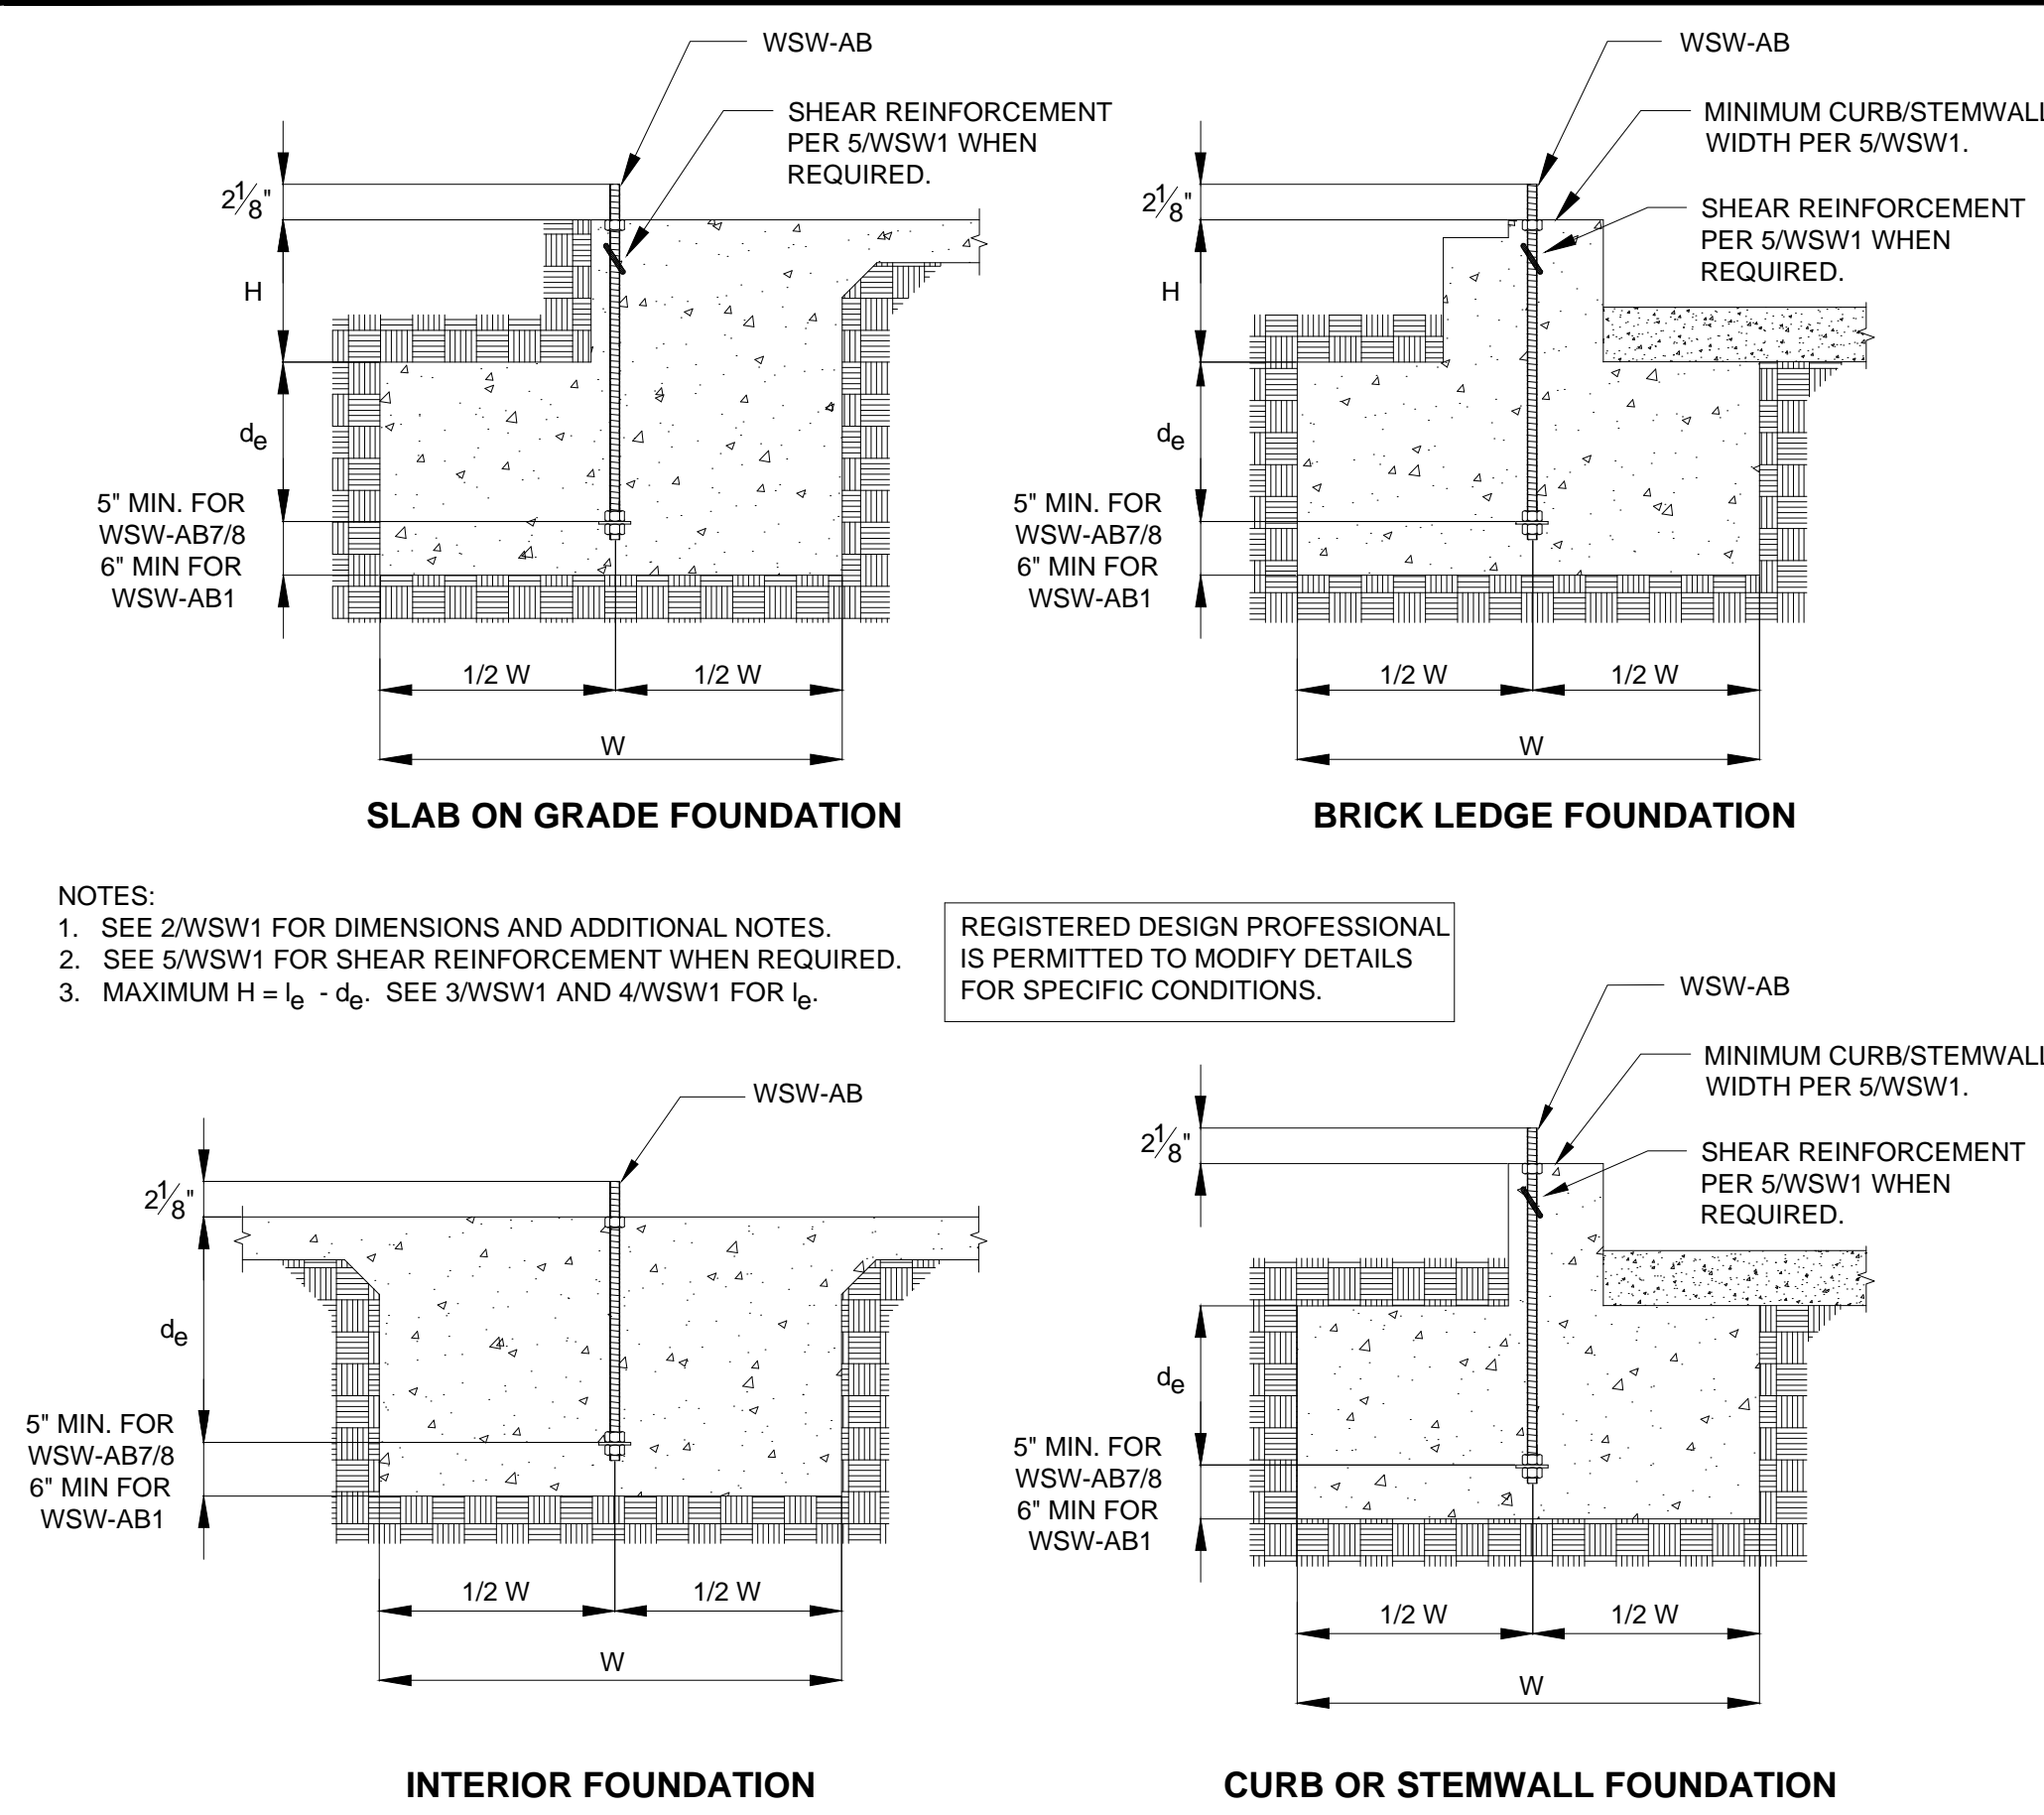 WSW-AB
SHEAR REINFORCEMENT
PER 5/WSW1 WHEN
REQUIRED.
2 1/8"
H
de
5" MIN. FOR
WSW-AB7/8
6" MIN FOR
WSW-AB1
1/2 W
1/2 W
W
SLAB ON GRADE FOUNDATION
WSW-AB
MINIMUM CURB/STEMWALL
WIDTH PER 5/WSW1.
SHEAR REINFORCEMENT
PER 5/WSW1 WHEN
REQUIRED.
2 1/8"
H
de
5" MIN. FOR
WSW-AB7/8
6" MIN FOR
WSW-AB1
1/2 W
1/2 W
W
BRICK LEDGE FOUNDATION
NOTES:
1. SEE 2/WSW1 FOR DIMENSIONS AND ADDITIONAL NOTES.
2. SEE 5/WSW1 FOR SHEAR REINFORCEMENT WHEN REQUIRED.
3. MAXIMUM H = le - de. SEE 3/WSW1 AND 4/WSW1 FOR le.
REGISTERED DESIGN PROFESSIONAL
IS PERMITTED TO MODIFY DETAILS
FOR SPECIFIC CONDITIONS.
WSW-AB
2 1/8"
de
5" MIN. FOR
WSW-AB7/8
6" MIN FOR
WSW-AB1
1/2 W
1/2 W
W
INTERIOR FOUNDATION
WSW-AB
MINIMUM CURB/STEMWALL
WIDTH PER 5/WSW1.
SHEAR REINFORCEMENT
PER 5/WSW1 WHEN
REQUIRED.
2 1/8"
de
5" MIN. FOR
WSW-AB7/8
6" MIN FOR
WSW-AB1
1/2 W
1/2 W
W
CURB OR STEMWALL FOUNDATION